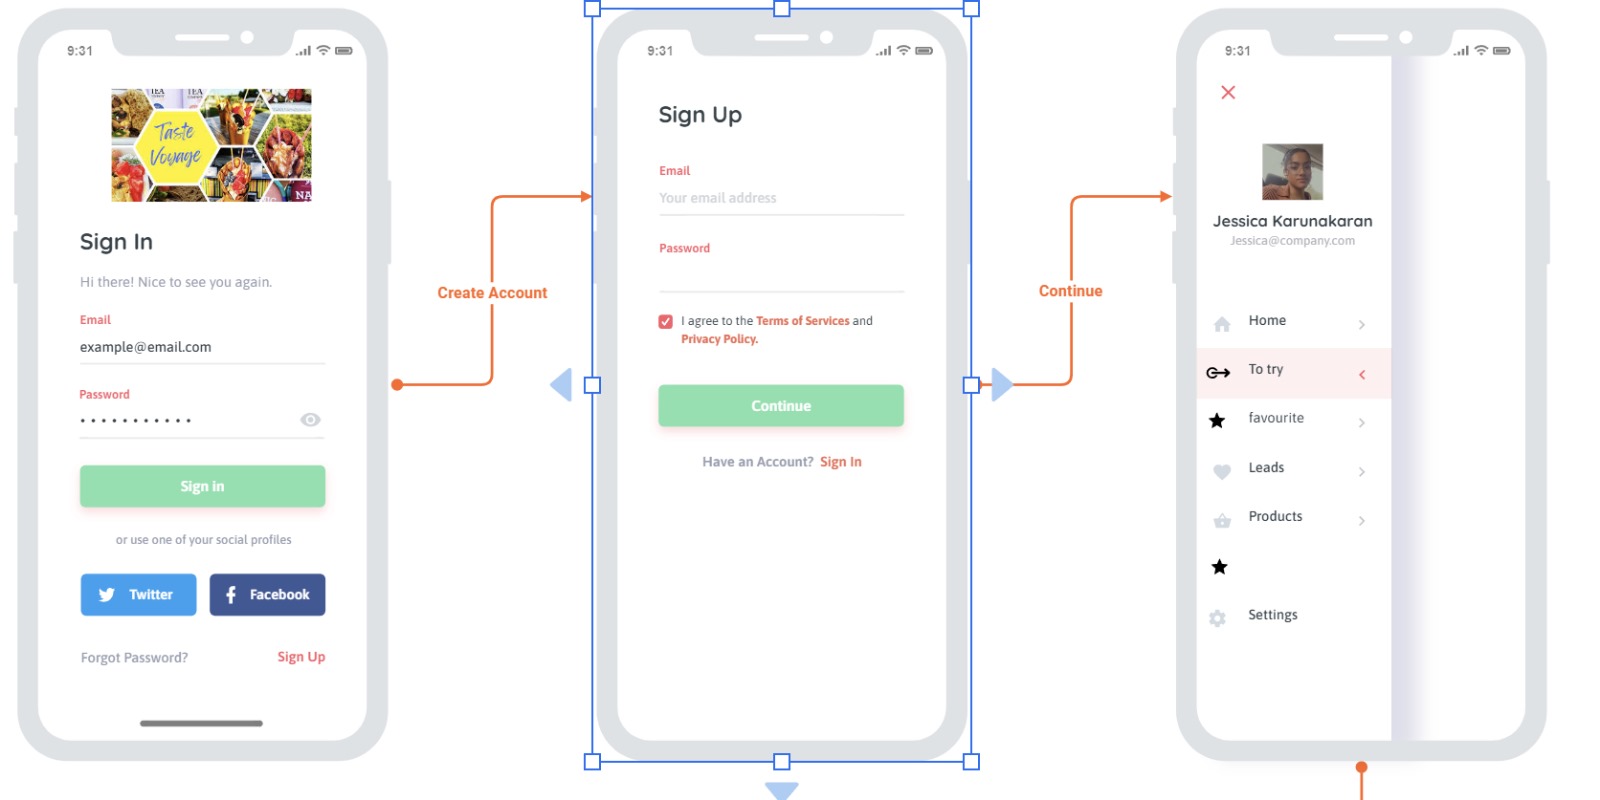 9:31
TEA
TEA
Taste
Voyage
NA
Sign In
Hi there! Nice to see you again.
Email
example@email.com
Password
Sign in
or use one of your social profiles
Twitter
Facebook
Forgot Password?
Sign Up
Create Account
9:31
Sign Up
Email
Your email address
Password
I agree to the Terms of Services and
Privacy Policy.
Continue
Have an Account? Sign In
Continue
9:31
Jessica Karunakaran
Jessica@company.com
Home
To try
favourite
Leads
Products
Settings